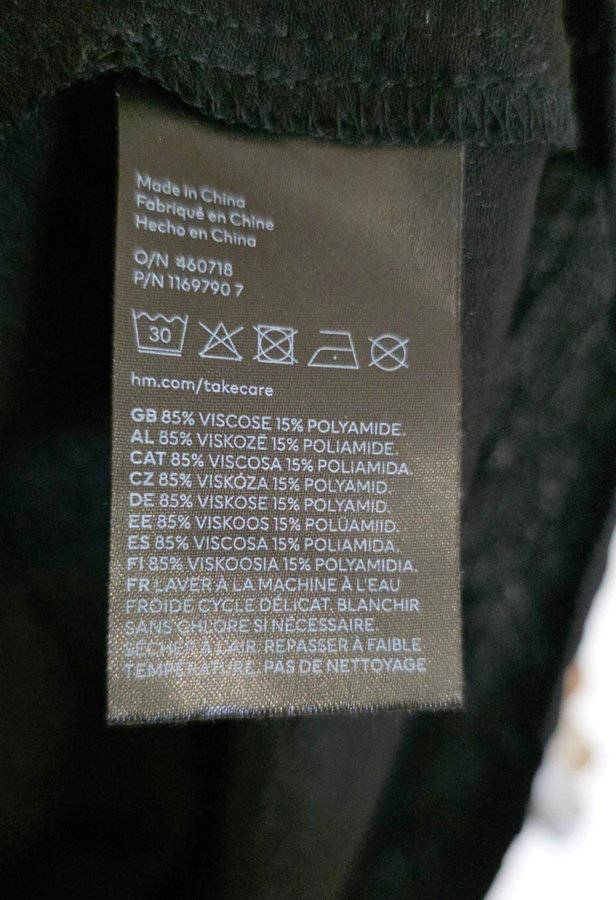 Made in China
Fabriqué en Chine
Hecho en China
O/N 460718
P/N 1169790 7
30
hm.com/takecare
GB 85% VISCOSE 15% POLYAMIDE.
AL 85% VISKOZË 15% POLIAMIDE.
CAT 85% VISCOSA 15% POLIAMIDA.
CZ 85% VISKÓZA 15% POLYAMID.
DE 85% VISKOSE 15% POLYAMID.
EE 85% VISKOOS 15% POLÜAMIID.
ES 85% VISCOSA 15% POLIAMIDA.
FI 85% VISKOOSIA 15% POLYAMIDIA.
FR LAVER À LA MACHINE À L'EAU
FROIDE CYCLE DÉLICAT. BLANCHIR
SANS CHLORE SI NÉCESSAIRE.
SÉCHER À L'AIR. REPASSER À FAIBLE
TEMPÉRATURE. PAS DE NETTOYAGE